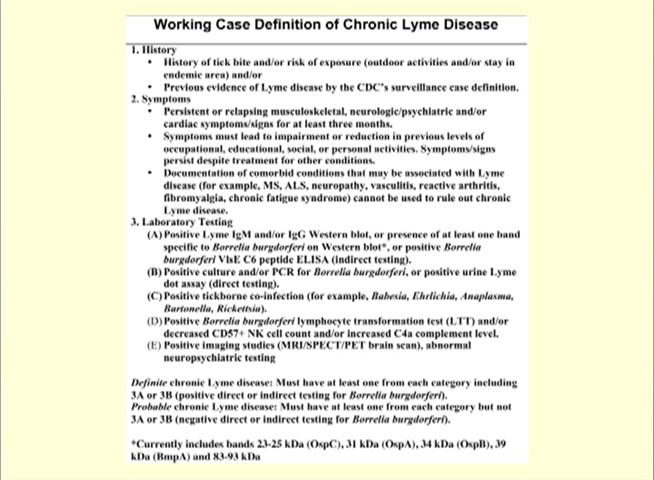 Working Case Definition of Chronic Lyme Disease
1. History
• History of tick bite and/or risk of exposure (outdoor activities and/or stay in
endemic area) and/or
• Previous evidence of Lyme disease by the CDC's surveillance case definition.
2. Symptoms
• Persistent or relapsing musculoskeletal, neurologic/psychiatric and/or
cardiac symptoms/signs for at least three months.
• Symptoms must lead to impairment or reduction in previous levels of
occupational, educational, social, or personal activities. Symptoms/signs
persist despite treatment for other conditions.
• Documentation of comorbid conditions that may be associated with Lyme
disease (for example, MS, ALS, neuropathy, vasculitis, reactive arthritis,
fibromyalgia, chronic fatigue syndrome) cannot be used to rule out chronic
Lyme disease.
3. Laboratory Testing
(A) Positive Lyme IgM and/or IgG Western blot, or presence of at least one band
specific to Borrelia burgdorferi on Western blot*, or positive Borrelia
burgdorferi VlsE C6 peptide ELISA (indirect testing).
(B) Positive culture and/or PCR for Borrelia burgdorferi, or positive urine Lyme
dot assay (direct testing).
(C) Positive tickborne co-infection (for example, Babesia, Ehrlichia, Anaplasma,
Bartonella, Rickettsia).
(D) Positive Borrelia burgdorferi lymphocyte transformation test (LTT) and/or
decreased CD57+ NK cell count and/or increased C4a complement level.
(E) Positive imaging studies (MRI/SPECT/PET brain scan), abnormal
neuropsychiatric testing
Definite chronic Lyme disease: Must have at least one from each category including
3A or 3B (positive direct or indirect testing for Borrelia burgdorferi).
Probable chronic Lyme disease: Must have at least one from each category but not
3A or 3B (negative direct or indirect testing for Borrelia burgdorferi).
*Currently includes bands 23-25 kDa (OspC), 31 kDa (OspA), 34 kDa (OspB), 39
kDa (BmpA) and 83-93 kDa